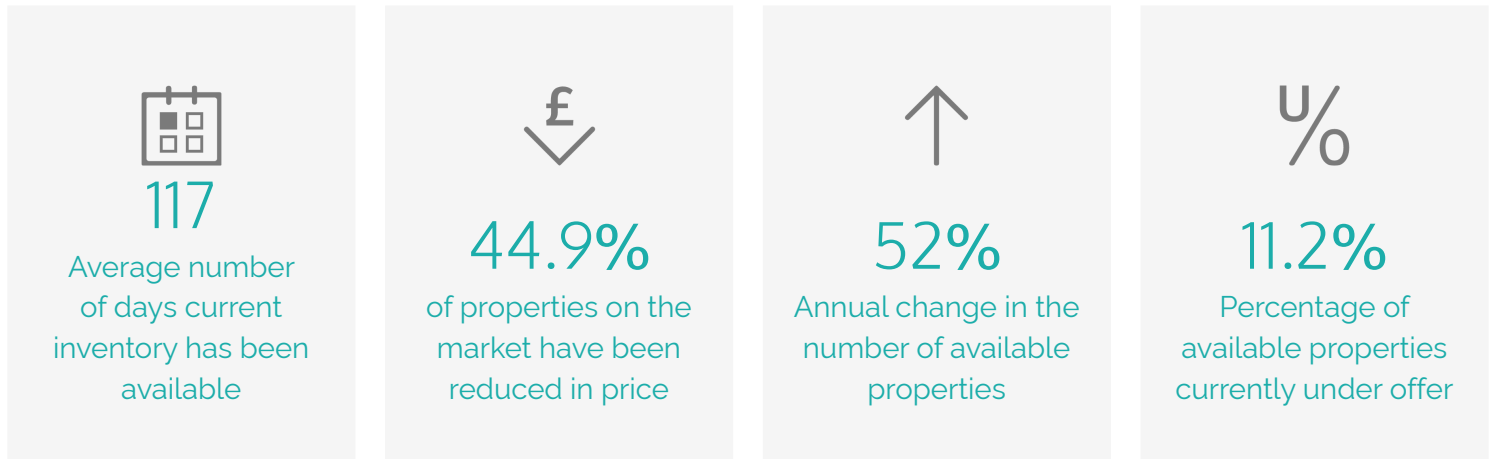 117
Average number
of days current
inventory has been
available
£
44.9%
of properties on the
market have been
reduced in price
52%
Annual change in the
number of available
properties
U%
11.2%
Percentage of
available properties
currently under offer